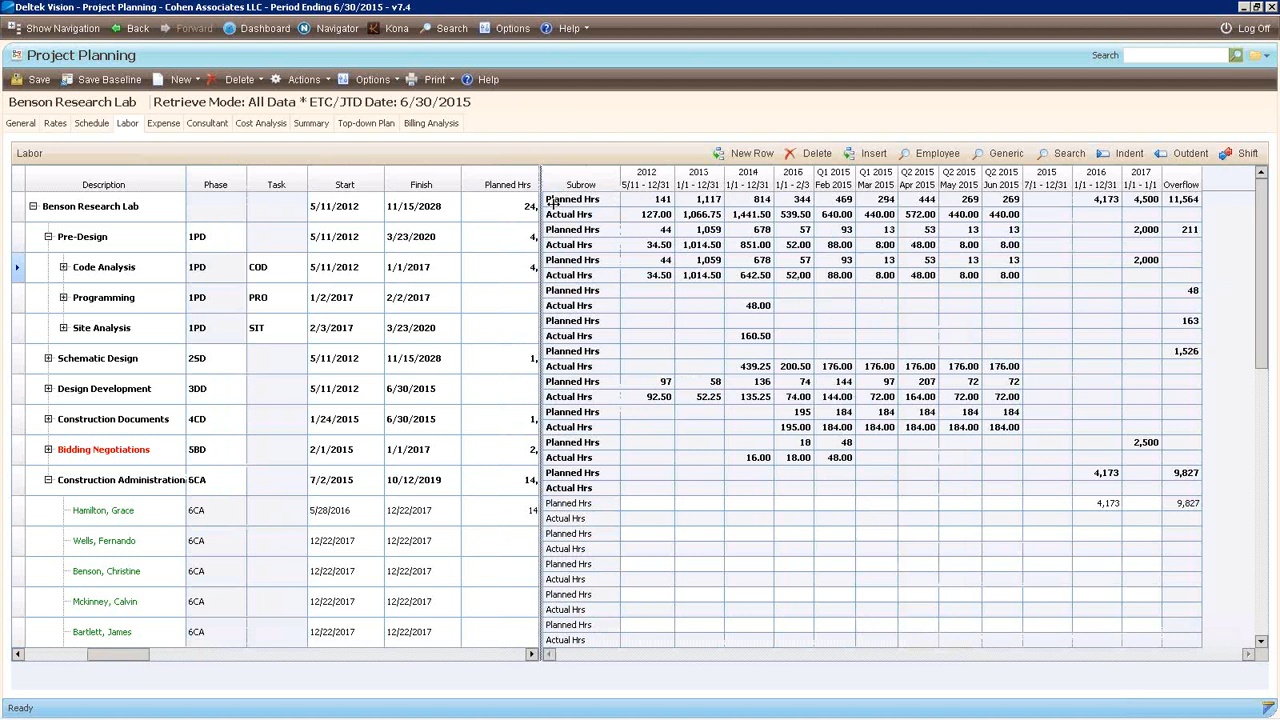 Deltek Vision - Project Planning - Cohen Associates LLC - Period Ending 6/30/2015 - v7.4
Show Navigation Back Forward Dashboard Navigator Kona Search Options Help Log Off
Project Planning Search
Save Save Baseline New Delete Actions Options Print Help
Benson Research Lab Retrieve Mode: All Data * ETC/JTD Date: 6/30/2015
General Rates Schedule Labor Expense Consultant Cost Analysis Summary Top-down Plan Billing Analysis
Labor New Row Delete Insert Employee Generic Search Indent Outdent Shift
2012 2013 2014 2016 Q1 2015 Q1 2015 Q2 2015 Q2 2015 Q2 2015 2015 2016 2017
Description Phase Task Start Finish Planned Hrs Subrow 5/11 - 12/31 1/1 - 12/31 1/1 - 12/31 1/1 - 2/3 Feb 2015 Mar 2015 Apr 2015 May 2015 Jun 2015 7/1 - 12/31 1/1 - 12/31 1/1 - 1/1 Overflow
Planned Hrs 141 1,117 814 344 469 294 444 269 269 4,173 4,500 11,564
Benson Research Lab 5/11/2012 11/15/2028 24,
Actual Hrs 127.00 1,066.75 1,441.50 539.50 640.00 440.00 572.00 440.00 440.00
Planned Hrs 44 1,059 678 57 93 13 53 13 13 2,000 211
Pre-Design 1PD 5/11/2012 3/23/2020 4,
Actual Hrs 34.50 1,014.50 851.00 52.00 88.00 8.00 48.00 8.00 8.00
Planned Hrs 44 1,059 678 57 93 13 53 13 13 2,000
Code Analysis 1PD COD 5/11/2012 1/1/2017 4,
Actual Hrs 34.50 1,014.50 642.50 52.00 88.00 8.00 48.00 8.00 8.00
Planned Hrs 48
Programming 1PD PRO 1/2/2017 2/2/2017
Actual Hrs 48.00
Planned Hrs 163
Site Analysis 1PD SIT 2/3/2017 3/23/2020
Actual Hrs 160.50
Planned Hrs 1,526
Schematic Design 2SD 5/11/2012 11/15/2028 1,
Actual Hrs 439.25 200.50 176.00 176.00 176.00 176.00 176.00
Planned Hrs 97 58 136 74 144 97 207 72 72
Design Development 3DD 5/11/2012 6/30/2015
Actual Hrs 92.50 52.25 135.25 74.00 144.00 72.00 164.00 72.00 72.00
Planned Hrs 195 184 184 184 184 184
Construction Documents 4CD 1/24/2015 6/30/2015 1,
Actual Hrs 195.00 184.00 184.00 184.00 184.00 184.00
Planned Hrs 18 48 2,500
Bidding Negotiations 5BD 2/1/2015 1/1/2017 2,
Actual Hrs 16.00 18.00 48.00
Planned Hrs 4,173 9,827
Construction Administration 6CA 7/2/2015 10/12/2019 14,
Actual Hrs
Planned Hrs 4,173 9,827
Hamilton, Grace 6CA 5/28/2016 12/22/2017 14
Actual Hrs
Planned Hrs
Wells, Fernando 6CA 12/22/2017 12/22/2017
Actual Hrs
Planned Hrs
Benson, Christine 6CA 12/22/2017 12/22/2017
Actual Hrs
Planned Hrs
Mckinney, Calvin 6CA 12/22/2017 12/22/2017
Actual Hrs
Planned Hrs
Bartlett, James 6CA 12/22/2017 12/22/2017
Actual Hrs
Ready